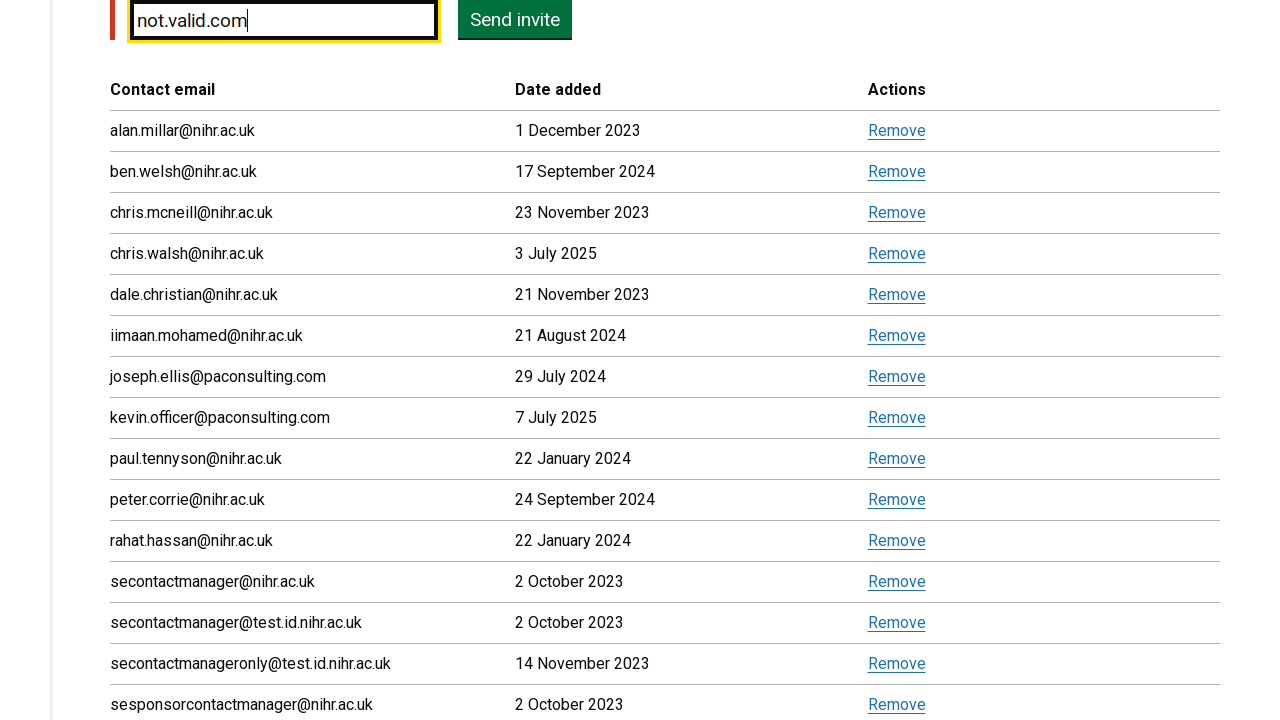 not.valid.com Send invite
Contact email Date added Actions
alan.millar@nihr.ac.uk 1 December 2023 Remove
ben.welsh@nihr.ac.uk 17 September 2024 Remove
chris.mcneill@nihr.ac.uk 23 November 2023 Remove
chris.walsh@nihr.ac.uk 3 July 2025 Remove
dale.christian@nihr.ac.uk 21 November 2023 Remove
iimaan.mohamed@nihr.ac.uk 21 August 2024 Remove
joseph.ellis@paconsulting.com 29 July 2024 Remove
kevin.officer@paconsulting.com 7 July 2025 Remove
paul.tennyson@nihr.ac.uk 22 January 2024 Remove
peter.corrie@nihr.ac.uk 24 September 2024 Remove
rahat.hassan@nihr.ac.uk 22 January 2024 Remove
secontactmanager@nihr.ac.uk 2 October 2023 Remove
secontactmanager@test.id.nihr.ac.uk 2 October 2023 Remove
secontactmanageronly@test.id.nihr.ac.uk 14 November 2023 Remove
sesponsorcontactmanager@nihr.ac.uk 2 October 2023 Remove